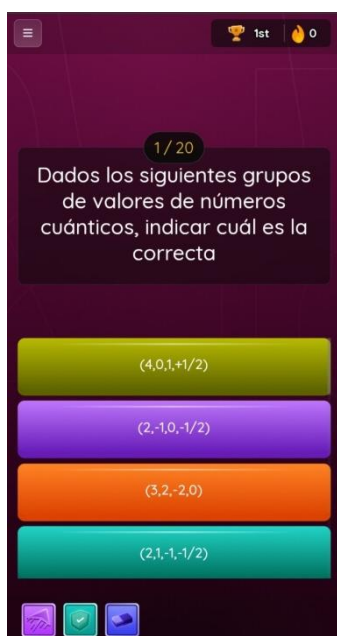 1st
0
1 / 20
Dados los siguientes grupos
de valores de números
cuánticos, indicar cuál es la
correcta
(4,0,1,+1/2)
(2,-1,0,-1/2)
(3,2,-2,0)
(2,1,-1,-1/2)